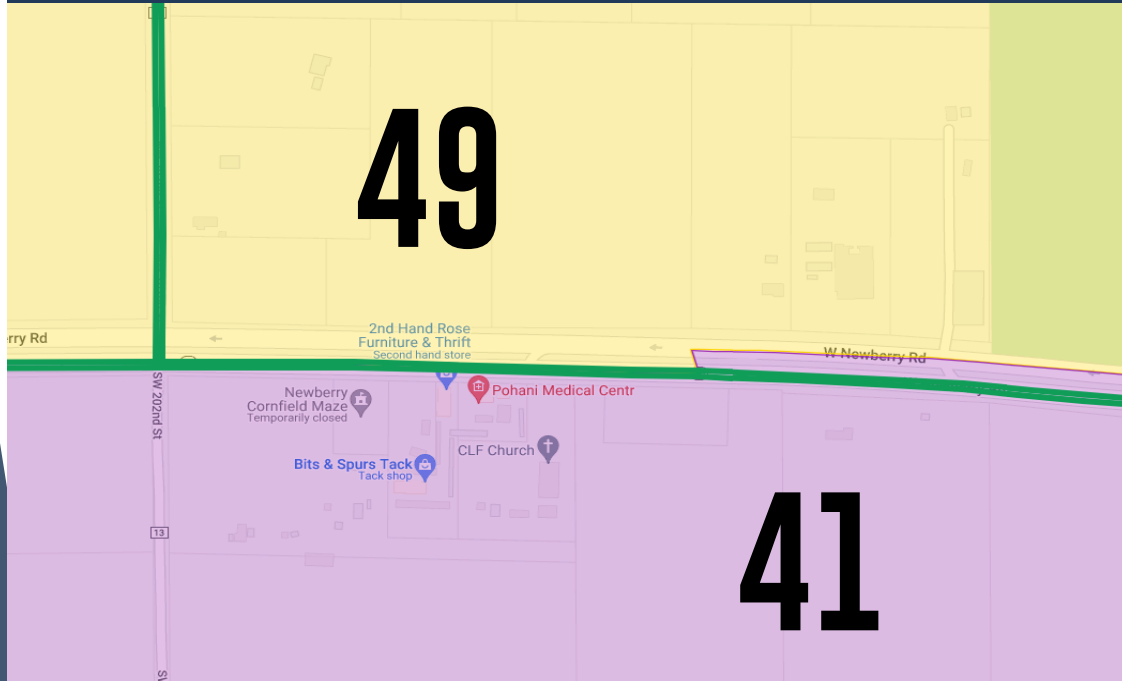 49
2nd Hand Rose
Furniture & Thrift
Second hand store
erry Rd
W Newberry Rd
SW 202nd St
Newberry
Cornfield Maze
Temporarily closed
Pohani Medical Centr
CLF Church
Bits & Spurs Tack
Tack shop
41
13